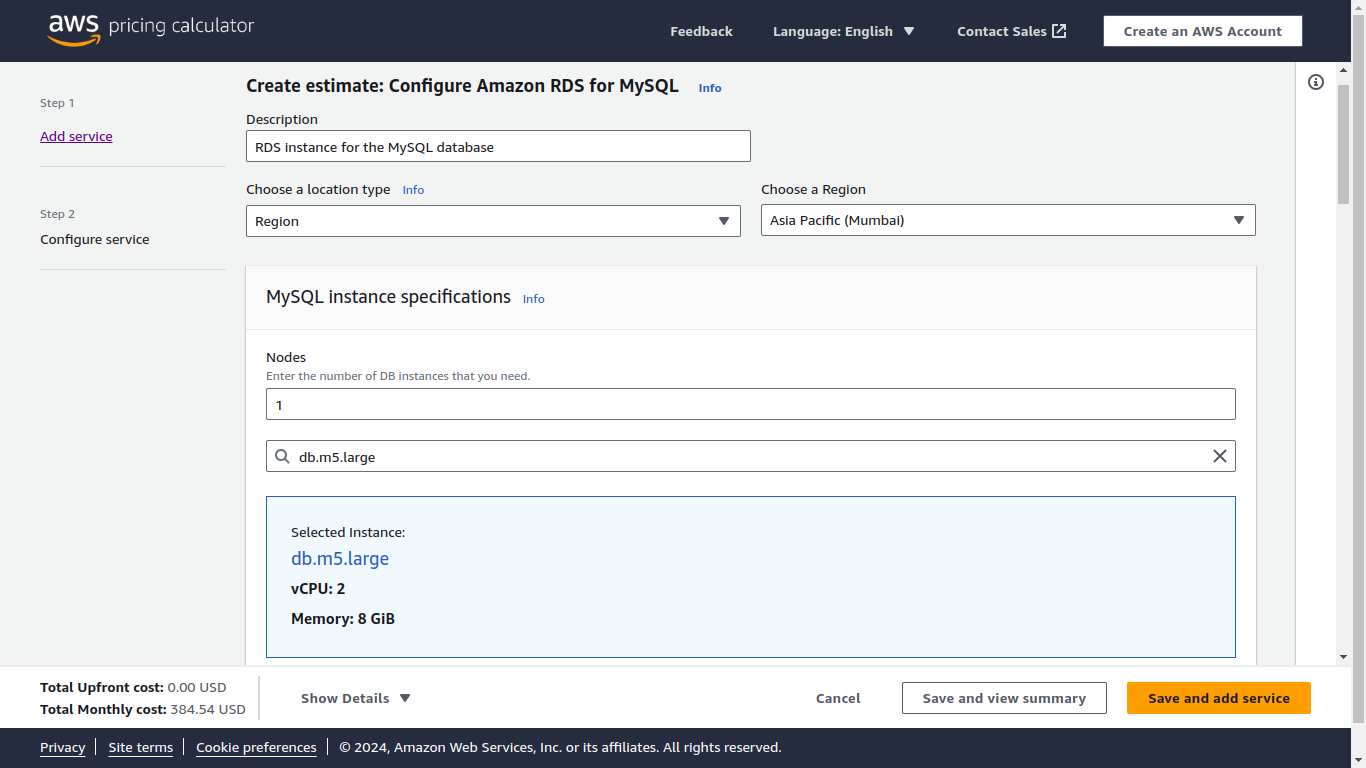 aws pricing calculator
Feedback
Language: English
Contact Sales
Create an AWS Account
Step 1
Add service
Step 2
Configure service
Create estimate: Configure Amazon RDS for MySQL Info
Description
RDS instance for the MySQL database
Choose a location type Info
Region
Choose a Region
Asia Pacific (Mumbai)
MySQL instance specifications Info
Nodes
Enter the number of DB instances that you need.
1
db.m5.large
Selected Instance:
db.m5.large
vCPU: 2
Memory: 8 GiB
Total Upfront cost: 0.00 USD
Total Monthly cost: 384.54 USD
Show Details
Cancel
Save and view summary
Save and add service
Privacy
Site terms
Cookie preferences
© 2024, Amazon Web Services, Inc. or its affiliates. All rights reserved.